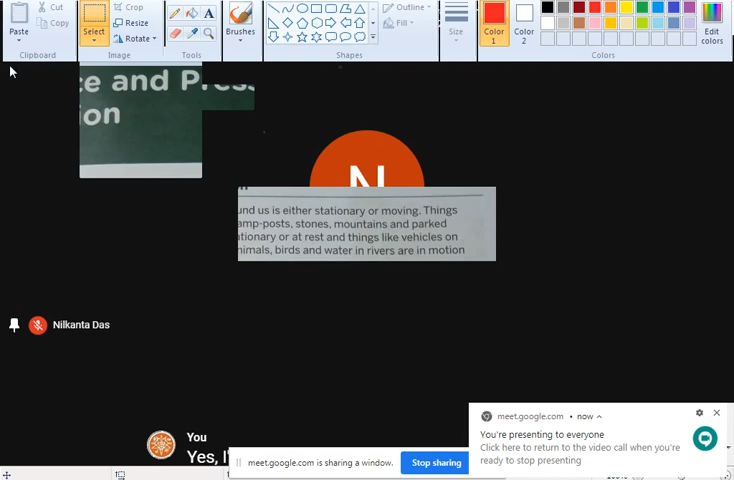 Paste
Cut
Copy
Clipboard
Select
Crop
Resize
Rotate
Image
A
Tools
Brushes
Outline
Fill
Shapes
Size
Color
1
Color
2
Colors
Edit
colors
ce and Press
ion
N
und us is either stationary or moving. Things
amp-posts, stones, mountains and parked
ationary or at rest and things like vehicles on
nimals, birds and water in rivers are in motion
Nilkanta Das
You
Yes, I'
meet.google.com is sharing a window.
Stop sharing
meet.google.com • now
You're presenting to everyone
Click here to return to the video call when you're
ready to stop presenting